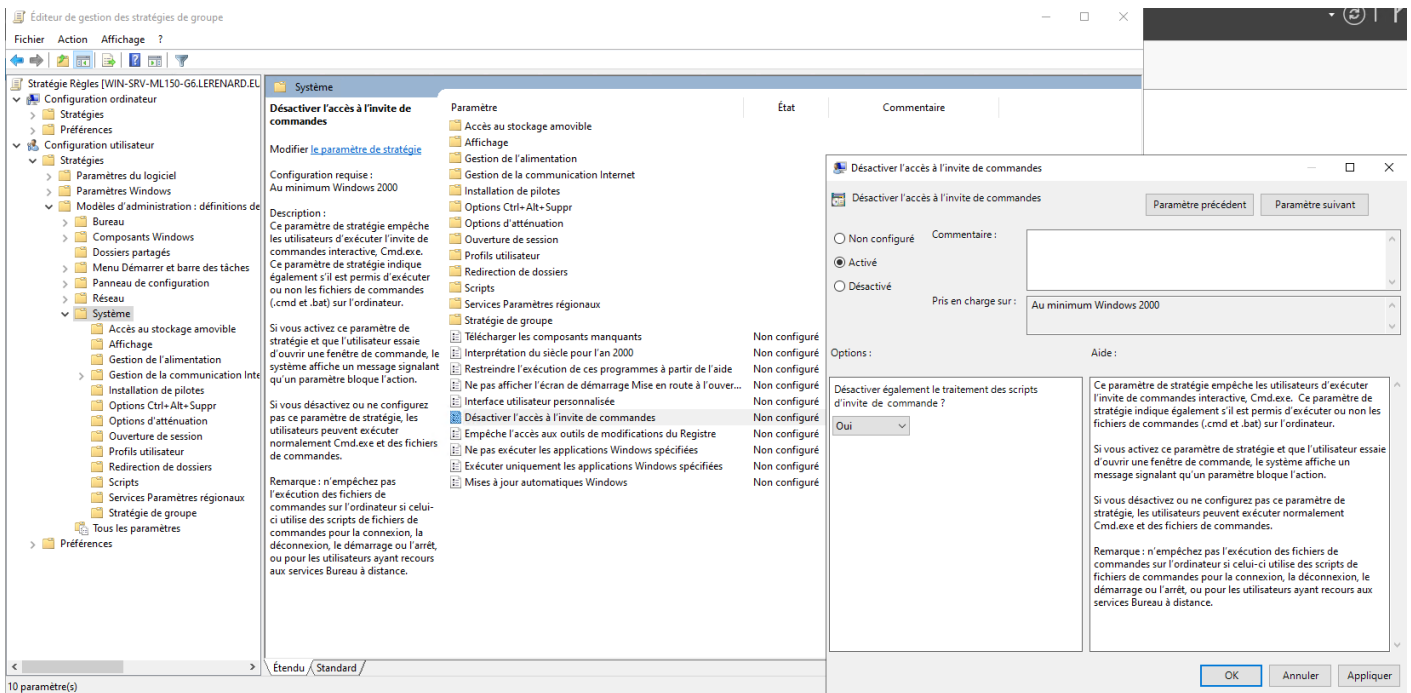 Éditeur de gestion des stratégies de groupe
Fichier Action Affichage ?
Stratégie Règles [WIN-SRV-ML150-G6.LERENARD.EU
Configuration ordinateur
Stratégies
Préférences
Configuration utilisateur
Stratégies
Paramètres du logiciel
Paramètres Windows
Modèles d'administration : définitions de
Bureau
Composants Windows
Dossiers partagés
Menu Démarrer et barre des tâches
Panneau de configuration
Réseau
Système
Accès au stockage amovible
Affichage
Gestion de l'alimentation
Gestion de la communication Inte
Installation de pilotes
Options Ctrl+Alt+Suppr
Options d'atténuation
Ouverture de session
Profils utilisateur
Redirection de dossiers
Scripts
Services Paramètres régionaux
Stratégie de groupe
Tous les paramètres
Préférences
Système
Désactiver l'accès à l'invite de
commandes
Modifier le paramètre de stratégie
Configuration requise :
Au minimum Windows 2000
Description :
Ce paramètre de stratégie empêche
les utilisateurs d'exécuter l'invite de
commandes interactive, Cmd.exe.
Ce paramètre de stratégie indique
également s'il est permis d'exécuter
ou non les fichiers de commandes
(.cmd et .bat) sur l'ordinateur.
Si vous activez ce paramètre de
stratégie et que l'utilisateur essaie
d'ouvrir une fenêtre de commande, le
système affiche un message signalant
qu'un paramètre bloque l'action.
Si vous désactivez ou ne configurez
pas ce paramètre de stratégie, les
utilisateurs peuvent exécuter
normalement Cmd.exe et des fichiers
de commandes.
Remarque : n'empêchez pas
l'exécution des fichiers de
commandes sur l'ordinateur si celui-
ci utilise des scripts de fichiers de
commandes pour la connexion, la
déconnexion, le démarrage ou l'arrêt,
ou pour les utilisateurs ayant recours
aux services Bureau à distance.
Paramètre État Commentaire
Accès au stockage amovible
Affichage
Gestion de l'alimentation
Gestion de la communication Internet
Installation de pilotes
Options Ctrl+Alt+Suppr
Options d'atténuation
Ouverture de session
Profils utilisateur
Redirection de dossiers
Scripts
Services Paramètres régionaux
Stratégie de groupe
Télécharger les composants manquants Non configuré
Interprétation du siècle pour l'an 2000 Non configuré
Restreindre l'exécution de ces programmes à partir de l'aide Non configuré
Ne pas afficher l'écran de démarrage Mise en route à l'ouver... Non configuré
Interface utilisateur personnalisée Non configuré
Désactiver l'accès à l'invite de commandes Non configuré
Empêche l'accès aux outils de modifications du Registre Non configuré
Ne pas exécuter les applications Windows spécifiées Non configuré
Exécuter uniquement les applications Windows spécifiées Non configuré
Mises à jour automatiques Windows Non configuré
Étendu Standard
10 paramètre(s)
Désactiver l'accès à l'invite de commandes
Désactiver l'accès à l'invite de commandes
Paramètre précédent Paramètre suivant
Non configuré Commentaire :
Activé
Désactivé
Pris en charge sur : Au minimum Windows 2000
Options : Aide :
Désactiver également le traitement des scripts
d'invite de commande ?
Oui
Ce paramètre de stratégie empêche les utilisateurs d'exécuter
l'invite de commandes interactive, Cmd.exe. Ce paramètre de
stratégie indique également s'il est permis d'exécuter ou non les
fichiers de commandes (.cmd et .bat) sur l'ordinateur.
Si vous activez ce paramètre de stratégie et que l'utilisateur essaie
d'ouvrir une fenêtre de commande, le système affiche un
message signalant qu'un paramètre bloque l'action.
Si vous désactivez ou ne configurez pas ce paramètre de
stratégie, les utilisateurs peuvent exécuter normalement
Cmd.exe et des fichiers de commandes.
Remarque : n'empêchez pas l'exécution des fichiers de
commandes sur l'ordinateur si celui-ci utilise des scripts de
fichiers de commandes pour la connexion, la déconnexion, le
démarrage ou l'arrêt, ou pour les utilisateurs ayant recours aux
services Bureau à distance.
OK Annuler Appliquer